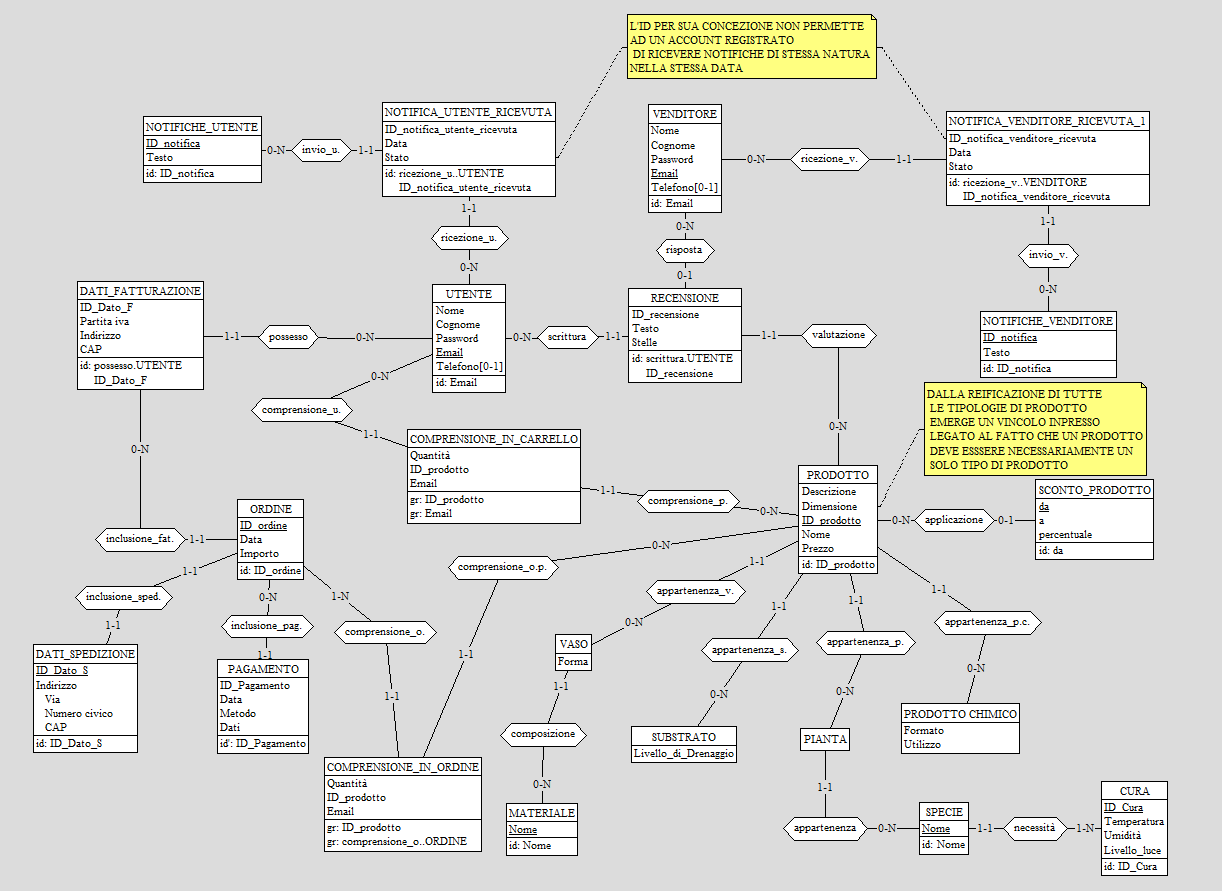 L'ID PER SUA CONCEZIONE NON PERMETTE
AD UN ACCOUNT REGISTRATO
DI RICEVERE NOTIFICHE DI STESSA NATURA
NELLA STESSA DATA
NOTIFICHE_UTENTE
ID_notifica
Testo
id: ID_notifica
0-N
invio_u.
1-1
NOTIFICA_UTENTE_RICEVUTA
ID_notifica_utente_ricevuta
Data
Stato
id: ricezione_u..UTENTE
ID_notifica_utente_ricevuta
1-1
ricezione_u.
0-N
VENDITORE
Nome
Cognome
Password
Email
Telefono[0-1]
id: Email
0-N
ricezione_v.
1-1
NOTIFICA_VENDITORE_RICEVUTA_1
ID_notifica_venditore_ricevuta
Data
Stato
id: ricezione_v..VENDITORE
ID_notifica_venditore_ricevuta
1-1
invio_v.
0-N
NOTIFICHE_VENDITORE
ID_notifica
Testo
id: ID_notifica
0-N
risposta
0-1
DATI_FATTURAZIONE
ID_Dato_F
Partita iva
Indirizzo
CAP
id: possesso.UTENTE
ID_Dato_F
1-1
possesso
0-N
UTENTE
Nome
Cognome
Password
Email
Telefono[0-1]
id: Email
0-N
scrittura
1-1
RECENSIONE
ID_recensione
Testo
Stelle
id: scrittura.UTENTE
ID_recensione
1-1
valutazione
0-N
0-N
comprensione_u.
1-1
COMPRENSIONE_IN_CARRELLO
Quantità
ID_prodotto
Email
gr: ID_prodotto
gr: Email
1-1
comprensione_p.
0-N
DALLA REIFICAZIONE DI TUTTE
LE TIPOLOGIE DI PRODOTTO
EMERGE UN VINCOLO INPRESSO
LEGATO AL FATTO CHE UN PRODOTTO
DEVE ESSSERE NECESSARIAMENTE UN
SOLO TIPO DI PRODOTTO
PRODOTTO
Descrizione
Dimensione
ID_prodotto
Nome
Prezzo
id: ID_prodotto
0-N
applicazione
0-1
SCONTO_PRODOTTO
da
a
percentuale
id: da
0-N
inclusione_fat.
1-1
ORDINE
ID_ordine
Data
Importo
id: ID_ordine
1-1
inclusione_sped.
1-1
DATI_SPEDIZIONE
ID_Dato_S
Indirizzo
Via
Numero civico
CAP
id: ID_Dato_S
0-N
inclusione_pag.
1-1
PAGAMENTO
ID_Pagamento
Data
Metodo
Dati
id': ID_Pagamento
1-N
comprensione_o.
1-1
0-N
comprensione_o.p.
1-1
COMPRENSIONE_IN_ORDINE
Quantità
ID_prodotto
Email
gr: ID_prodotto
gr: comprensione_o..ORDINE
1-1
appartenenza_v.
0-N
VASO
Forma
1-1
composizione
0-N
MATERIALE
Nome
id: Nome
1-1
appartenenza_s.
0-N
SUBSTRATO
Livello_di_Drenaggio
1-1
appartenenza_p.
0-N
PIANTA
1-1
appartenenza
0-N
SPECIE
Nome
id: Nome
1-1
necessità
1-N
CURA
ID_Cura
Temperatura
Umidità
Livello_luce
id: ID_Cura
1-1
appartenenza_p.c.
0-N
PRODOTTO CHIMICO
Formato
Utilizzo